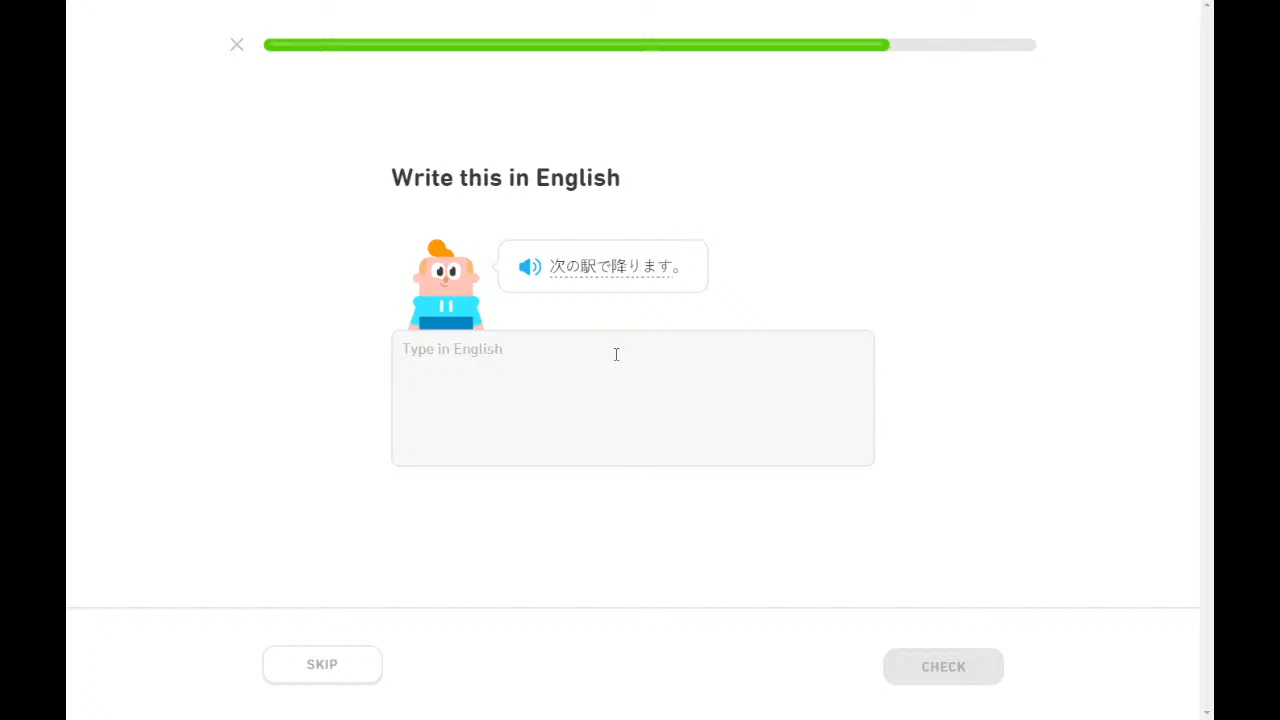 Write this in English
次の駅で降ります。
Type in English
SKIP
CHECK